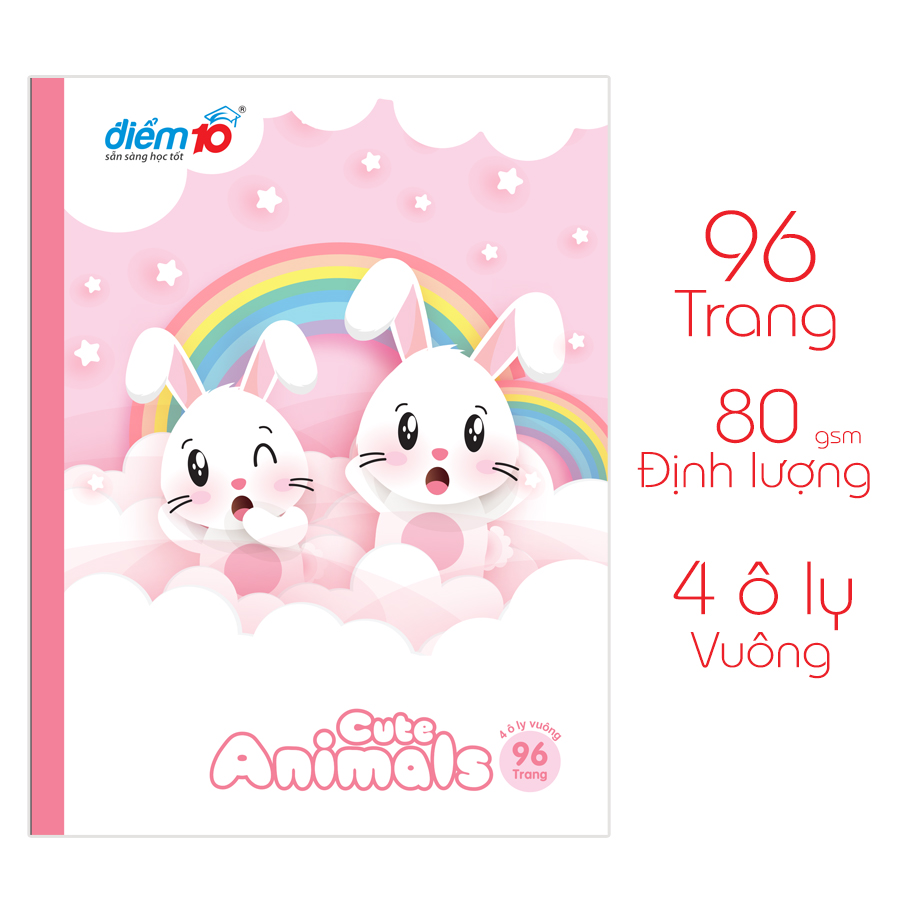 điểm10®
sẵn sàng học tốt
Cute
Animals
4 ô ly vuông
96
Trang
96
Trang
80 gsm
Định lượng
4 ô ly
Vuông